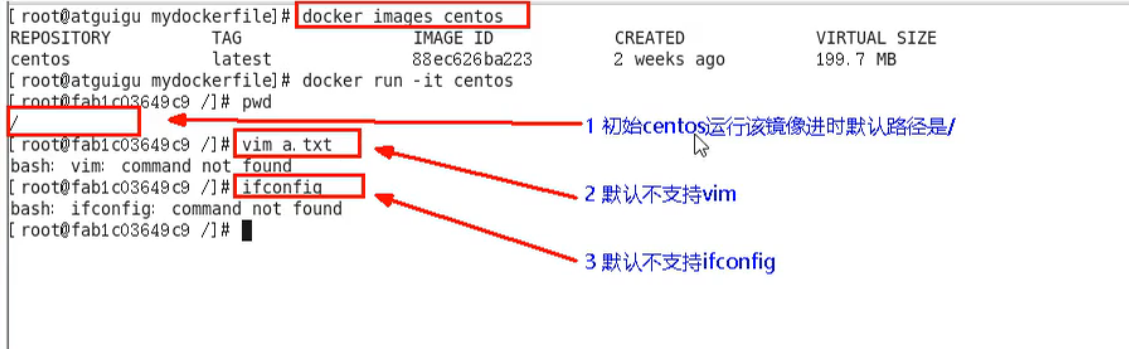 [ root@atguigu mydockerfile]# docker images centos
REPOSITORY TAG IMAGE ID CREATED VIRTUAL SIZE
centos latest 88ec626ba223 2 weeks ago 199.7 MB
[ root@atguigu mydockerfile]# docker run -it centos
[ root@fab1c03649c9 /]# pwd
/
1 初始centos运行该镜像进时默认路径是/
[ root@fab1c03649c9 /]# vim a.txt
bash: vim: command not found
[ root@fab1c03649c9 /]# ifconfig
2 默认不支持vim
bash: ifconfig: command not found
[ root@fab1c03649c9 /]#
3 默认不支持ifconfig